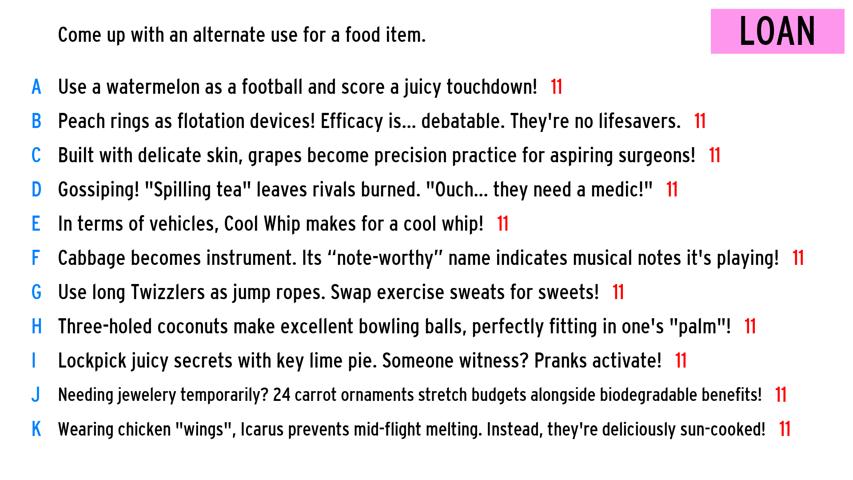 Come up with an alternate use for a food item.
LOAN
A Use a watermelon as a football and score a juicy touchdown! 11
B Peach rings as flotation devices! Efficacy is... debatable. They're no lifesavers. 11
C Built with delicate skin, grapes become precision practice for aspiring surgeons! 11
D Gossiping! "Spilling tea" leaves rivals burned. "Ouch... they need a medic!" 11
E In terms of vehicles, Cool Whip makes for a cool whip! 11
F Cabbage becomes instrument. Its “note-worthy” name indicates musical notes it's playing! 11
G Use long Twizzlers as jump ropes. Swap exercise sweats for sweets! 11
H Three-holed coconuts make excellent bowling balls, perfectly fitting in one's "palm"! 11
I Lockpick juicy secrets with key lime pie. Someone witness? Pranks activate! 11
J Needing jewelery temporarily? 24 carrot ornaments stretch budgets alongside biodegradable benefits! 11
K Wearing chicken "wings", Icarus prevents mid-flight melting. Instead, they're deliciously sun-cooked! 11